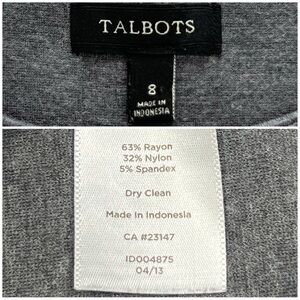 TALBOTS
8
MADE IN
INDONESIA
63% Rayon
32% Nylon
5% Spandex
Dry Clean
Made in Indonesia
CA #23147
ID004875
04/13